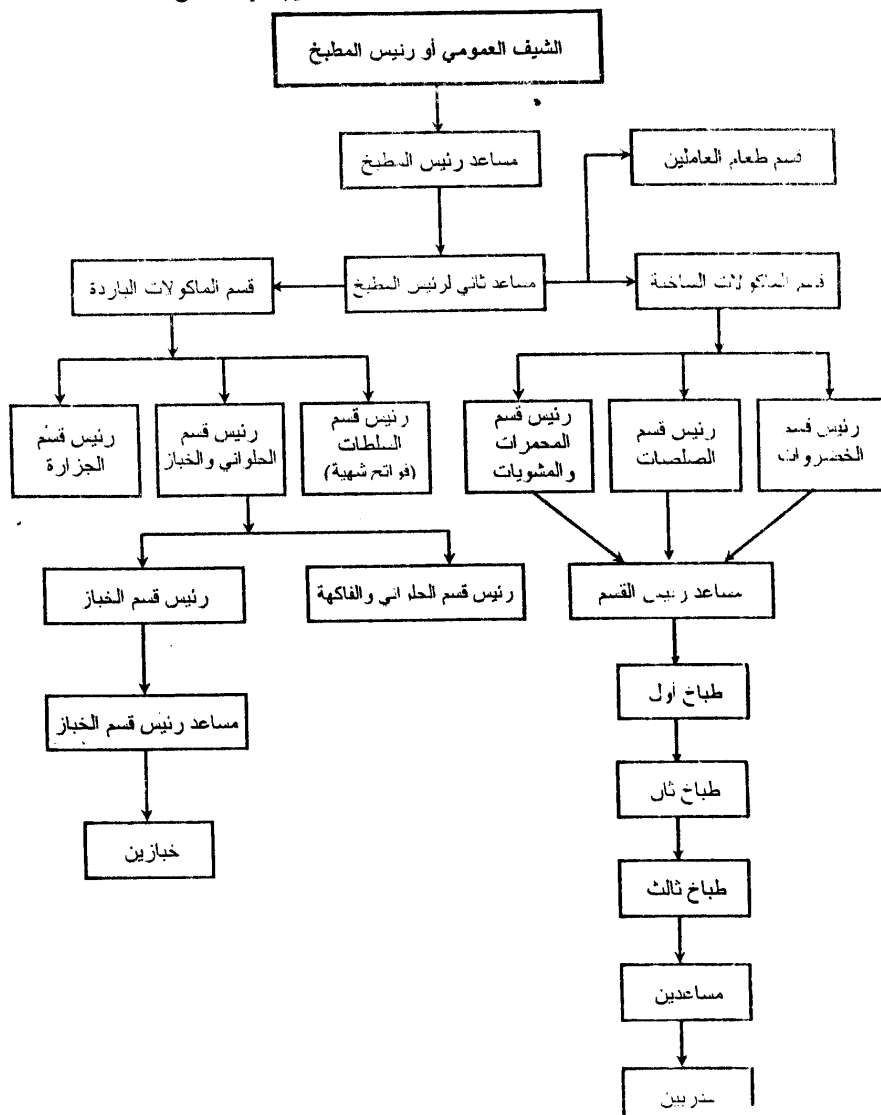 الشيف العمومي أو رئيس المطبخ
مساعد رئيس المطبخ
قسم طعام العاملين
قسم الماكولات الساخنة
مساعد ثاني لرئيس المطبخ
قسم الماكولات الباردة
رئيس قسم
الخضروات
رئيس قسم
الصلصات
رئيس قسم
المحمرات
والمشويات
رئيس قسم
السلطات
(فواتح شهية)
رئيس قسم
الحلواني والخباز
رئيس قسم
الجزارة
مساعد رئيس القسم
رئيس قسم الحلواني والفاكهة
رئيس قسم الخباز
طباخ أول
مساعد رئيس قسم الخباز
طباخ ثان
خبازين
طباخ ثالث
مساعدين
متدربين